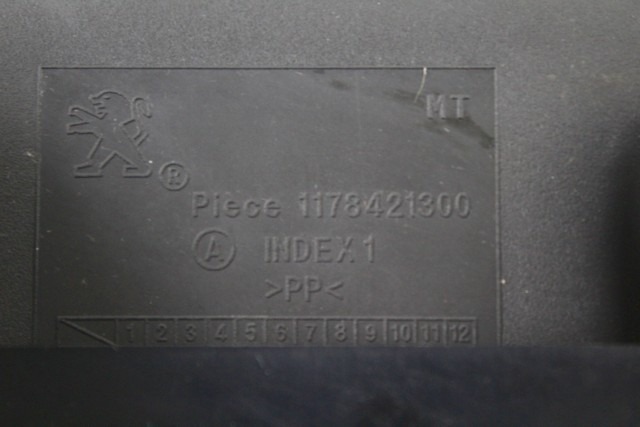 MT
®
Piece 1178421300
A INDEX 1
>PP<
1 2 3 4 5 6 7 8 9 10 11 12